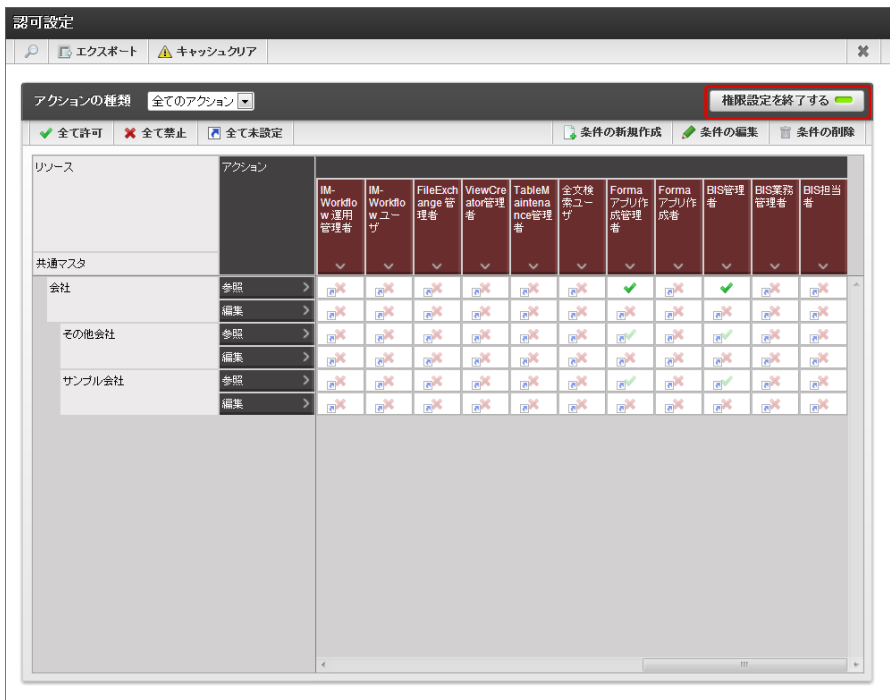 認可設定
エクスポート キャッシュクリア
アクションの種類 全てのアクション 権限設定を終了する
全て許可 全て禁止 全て未設定 条件の新規作成 条件の編集 条件の削除
リソース アクション
IM-Workflow 運用管理者
IM-Workflow ユーザ
FileExchange 管理者
ViewCreator管理者
TableMaintenance管理者
全文検索ユーザ
Formaアプリ作成管理者
Formaアプリ作成者
BIS管理者
BIS業務管理者
BIS担当者
共通マスタ
会社 参照
編集
その他会社 参照
編集
サンプル会社 参照
編集